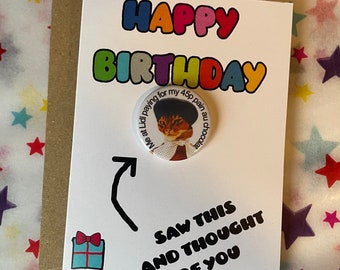 HAPPY
BIRTHDAY
Me at Lidl paying for my 45p pain au chocolat
SAW THIS
AND THOUGHT
OF YOU